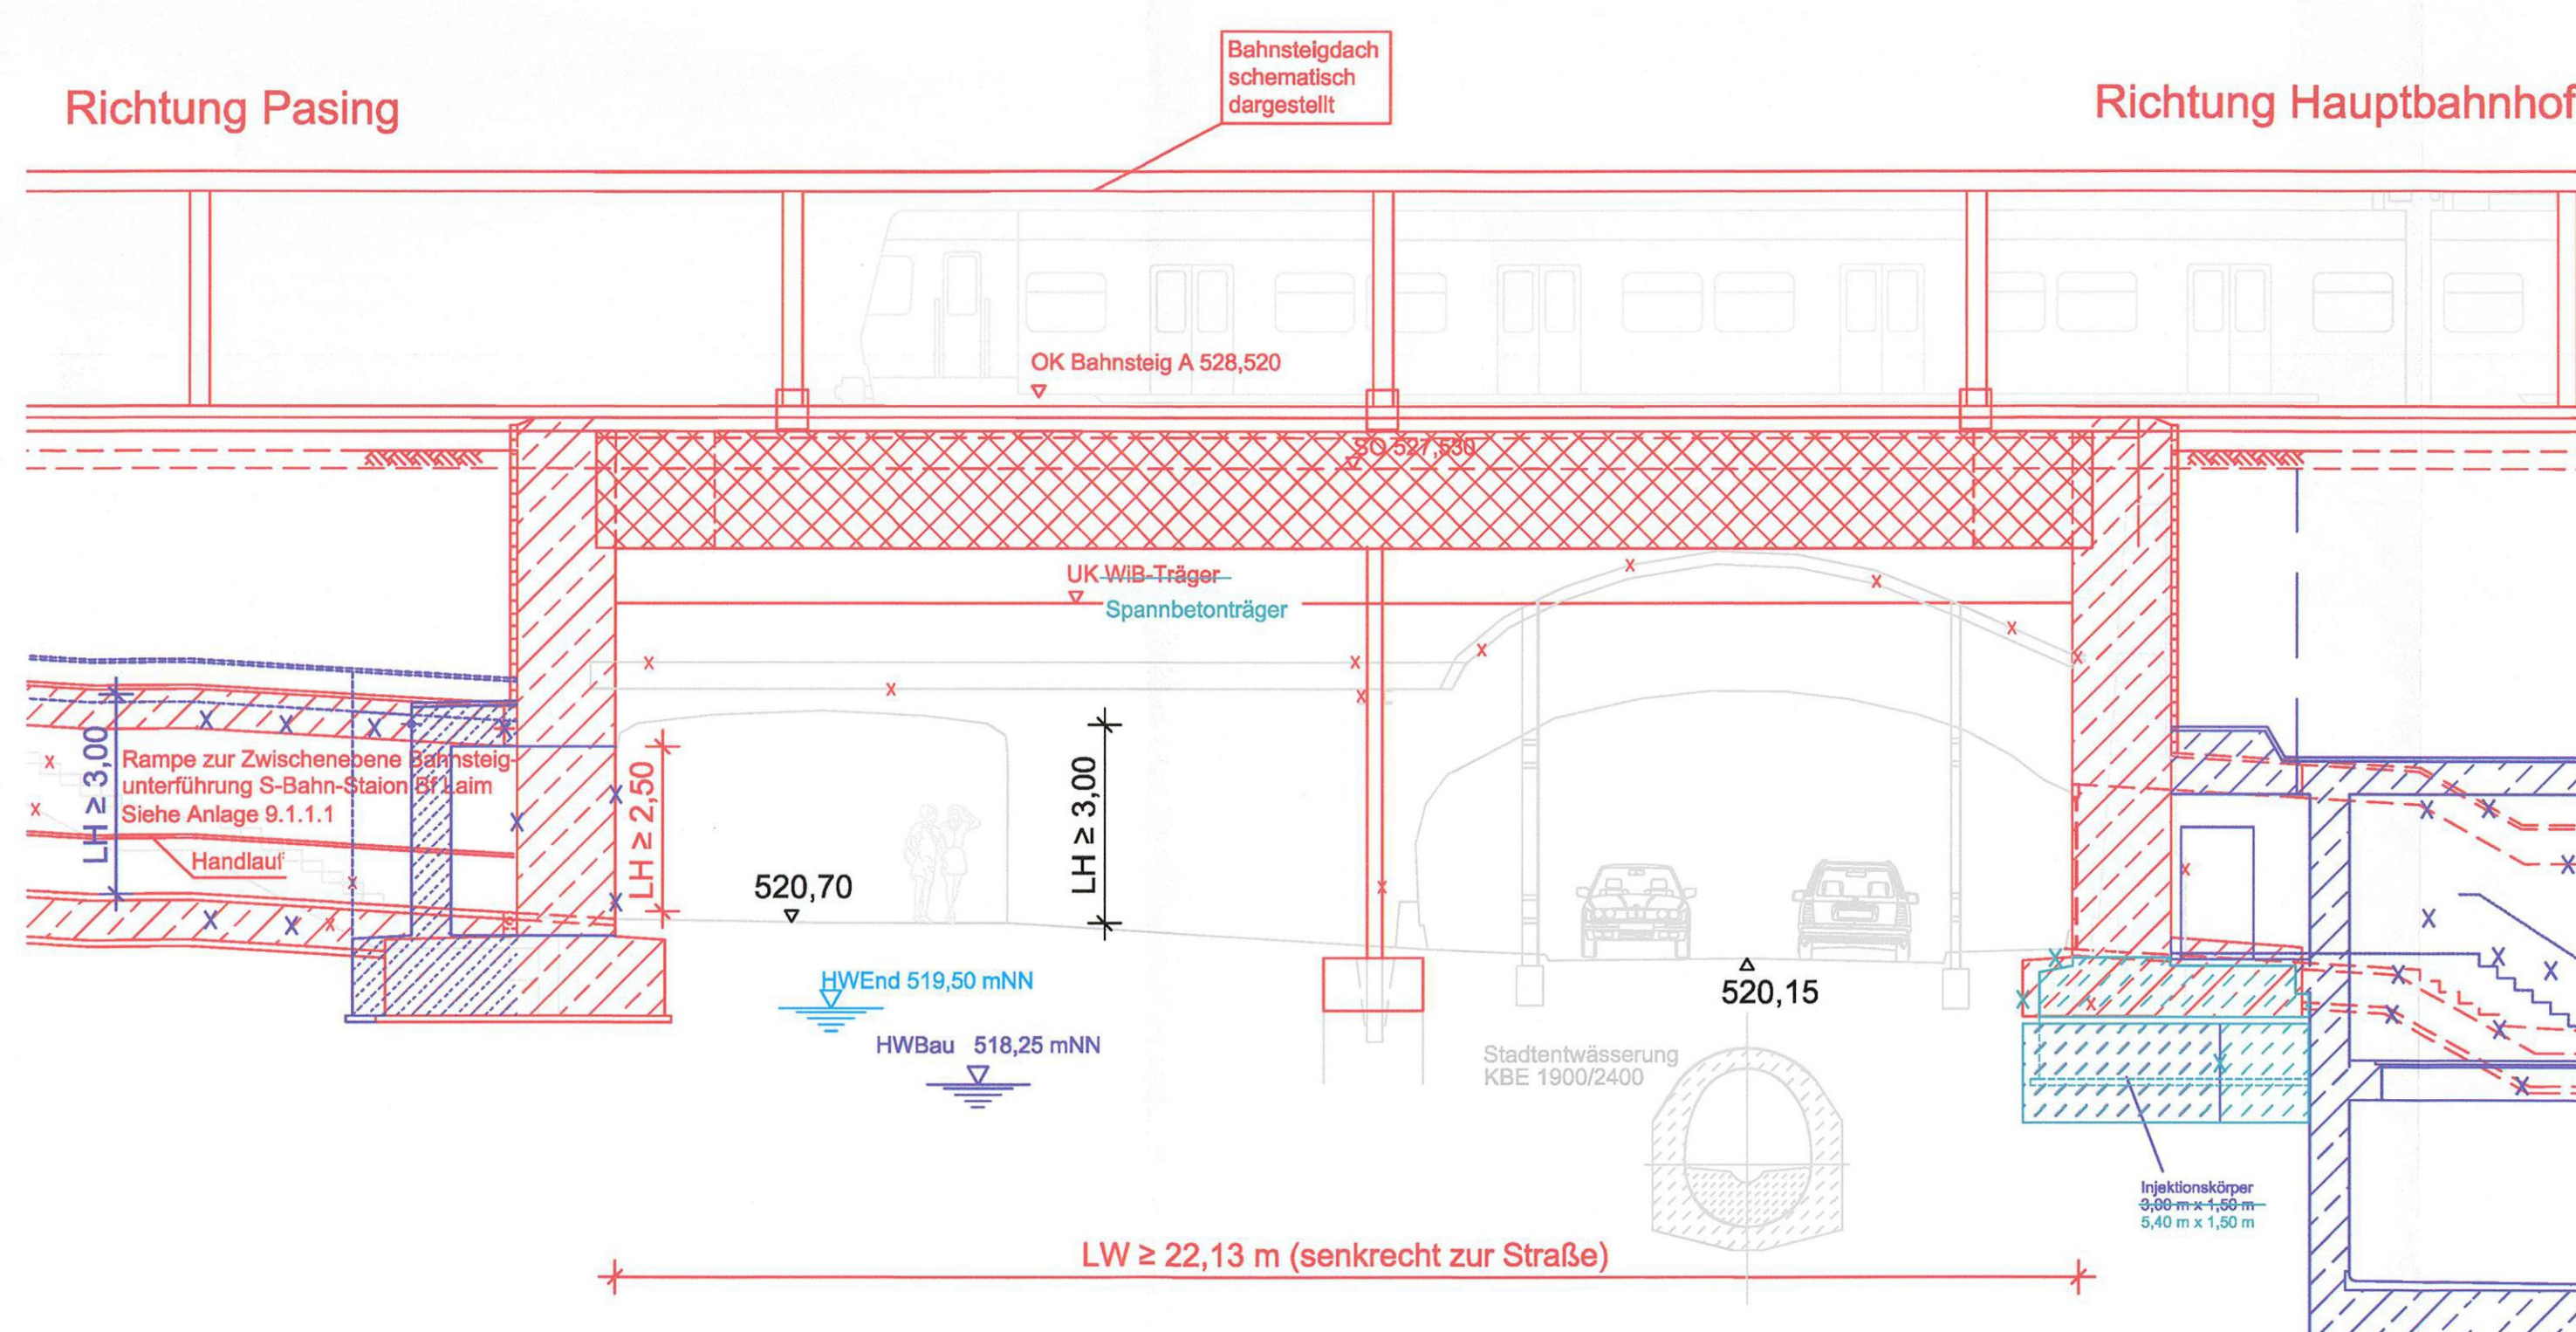 Bahnsteigdach
schematisch
dargestellt
Richtung Pasing
Richtung Hauptbahnhof
OK Bahnsteig A 528,520
SO 527,530
UK WiB-Träger
Spannbetonträger
LH ≥ 3,00
Rampe zur Zwischenebene Bahnsteig-
unterführung S-Bahn-Staion Bf Laim
Siehe Anlage 9.1.1.1
Handlauf
LH ≥ 2,50
LH ≥ 3,00
520,70
HWEnd 519,50 mNN
HWBau 518,25 mNN
520,15
Stadtentwässerung
KBE 1900/2400
Injektionskörper
3,00 m x 1,50 m
5,40 m x 1,50 m
LW ≥ 22,13 m (senkrecht zur Straße)